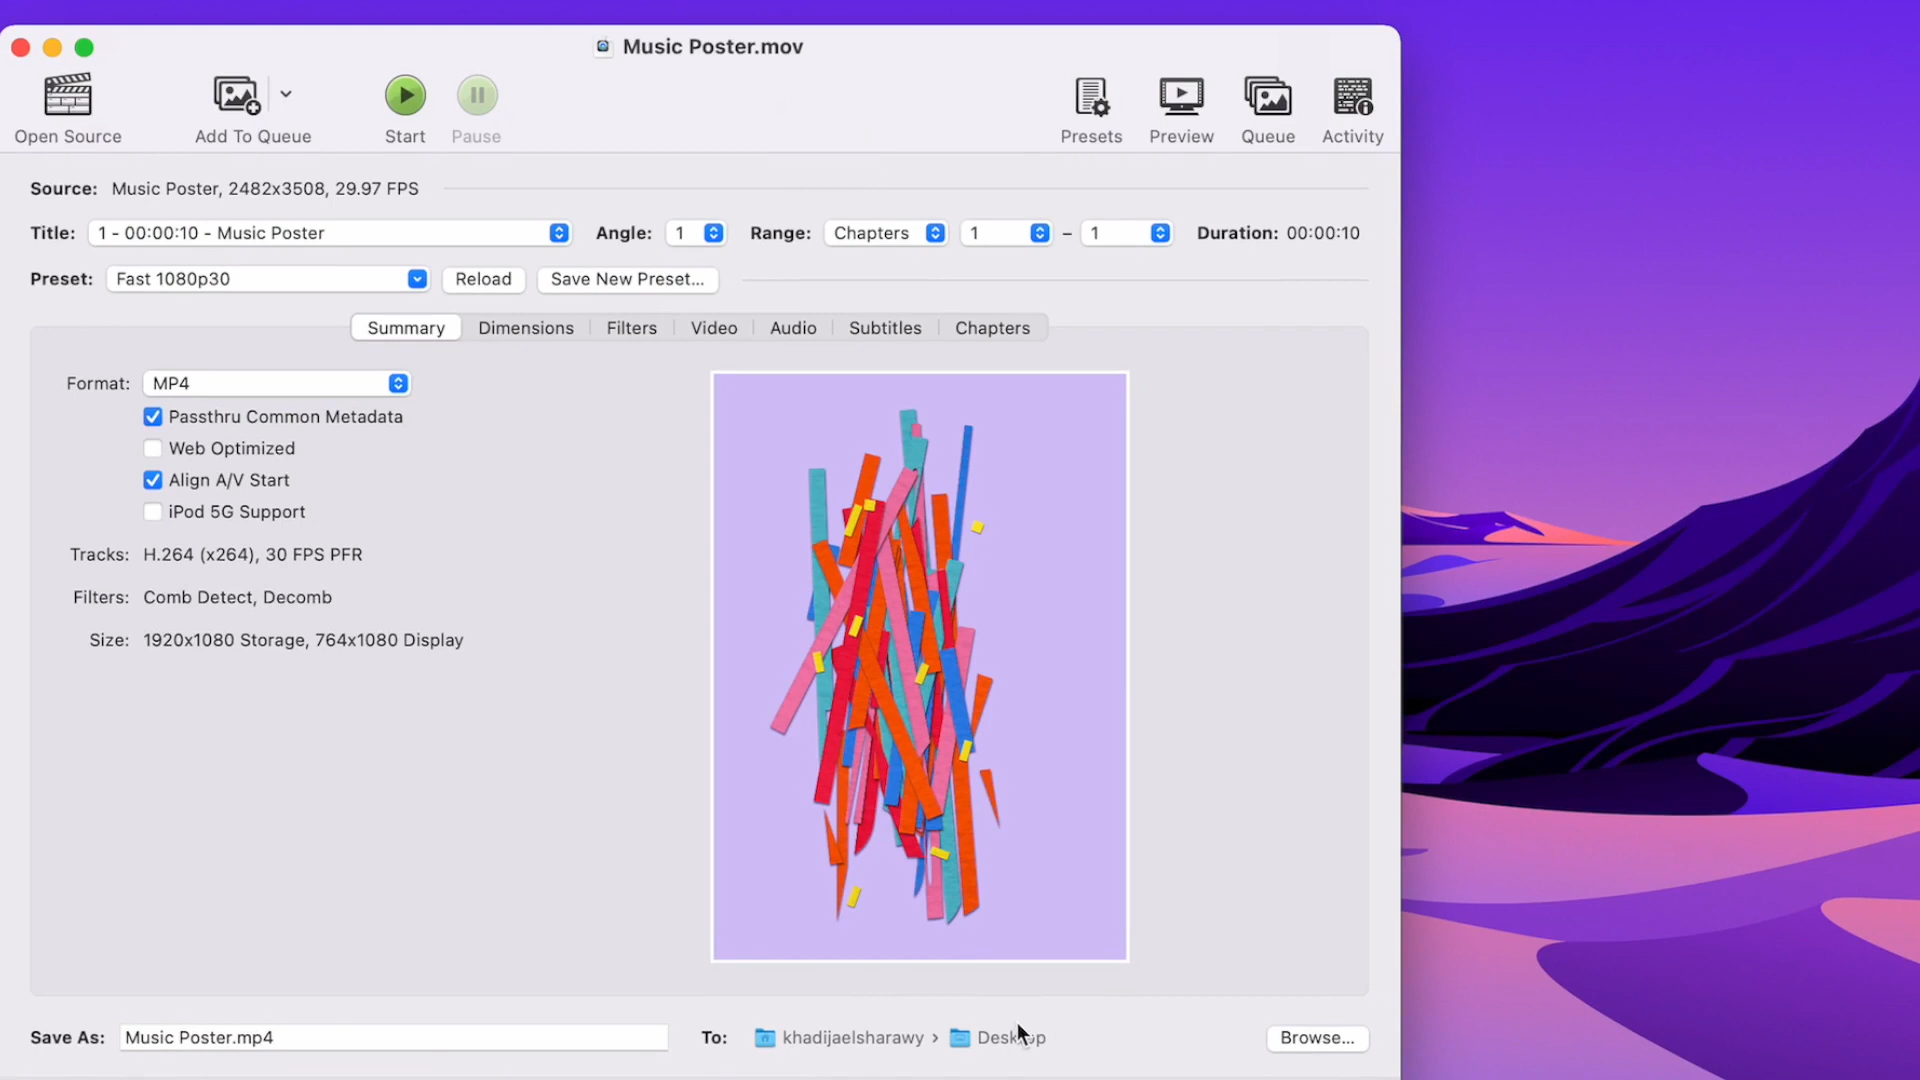 Music Poster.mov
Open Source
Add To Queue
Start
Pause
Presets
Preview
Queue
Activity
Source: Music Poster, 2482x3508, 29.97 FPS
Title: 1 - 00:00:10 - Music Poster Angle: 1 Range: Chapters 1 – 1 Duration: 00:00:10
Preset: Fast 1080p30 Reload Save New Preset...
Summary Dimensions Filters Video Audio Subtitles Chapters
Format: MP4
Passthru Common Metadata
Web Optimized
Align A/V Start
iPod 5G Support
Tracks: H.264 (x264), 30 FPS PFR
Filters: Comb Detect, Decomb
Size: 1920x1080 Storage, 764x1080 Display
Save As: Music Poster.mp4 To: khadijaelsharawy › Desktop Browse...